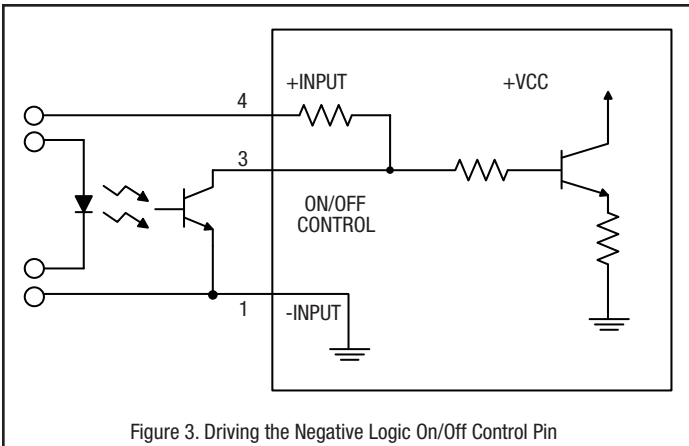 +INPUT
+VCC
4
3
ON/OFF
CONTROL
1
-INPUT
Figure 3. Driving the Negative Logic On/Off Control Pin